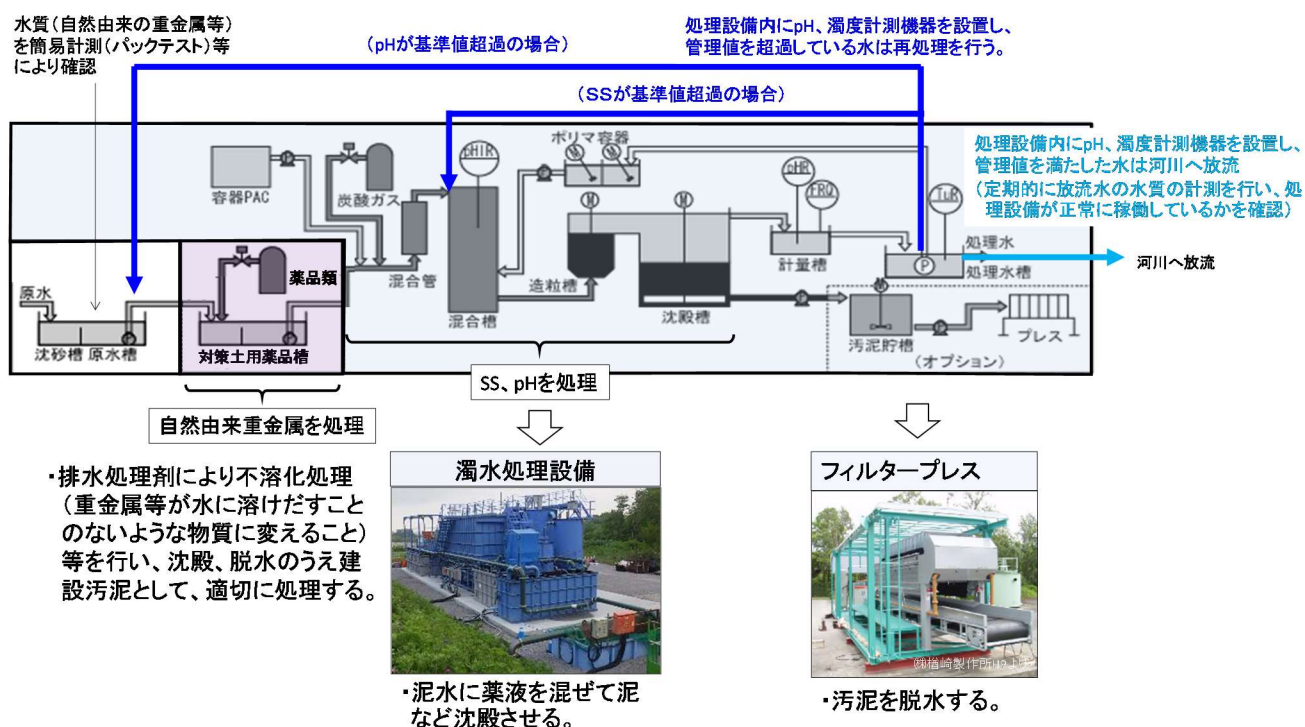 水質(自然由来の重金属等)
を簡易計測(パックテスト)等
により確認
(pHが基準値超過の場合)
処理設備内にpH、濁度計測機器を設置し、
管理値を超過している水は再処理を行う。
(SSが基準値超過の場合)
処理設備内にpH、濁度計測機器を設置し、
管理値を満たした水は河川へ放流
(定期的に放流水の水質の計測を行い、処
理設備が正常に稼働しているかを確認)
ポリマ容器
pHIR
M
M
容器PAC
P
炭酸ガス
pHR
FRQ
TuR
M
M
混合管
混合槽
造粒槽
沈殿槽
計量槽
P
処理水
処理水槽
河川へ放流
薬品類
原水
沈砂槽 原水槽
P
対策土用薬品槽
P
P
M
汚泥貯槽
P
プレス
(オプション)
SS、pHを処理
自然由来重金属を処理
・排水処理剤により不溶化処理
(重金属等が水に溶けだすこと
のないような物質に変えること)
等を行い、沈殿、脱水のうえ建
設汚泥として、適切に処理する。
濁水処理設備
・泥水に薬液を混ぜて泥
など沈殿させる。
フィルタープレス
㈱楢崎製作所HPより
・汚泥を脱水する。